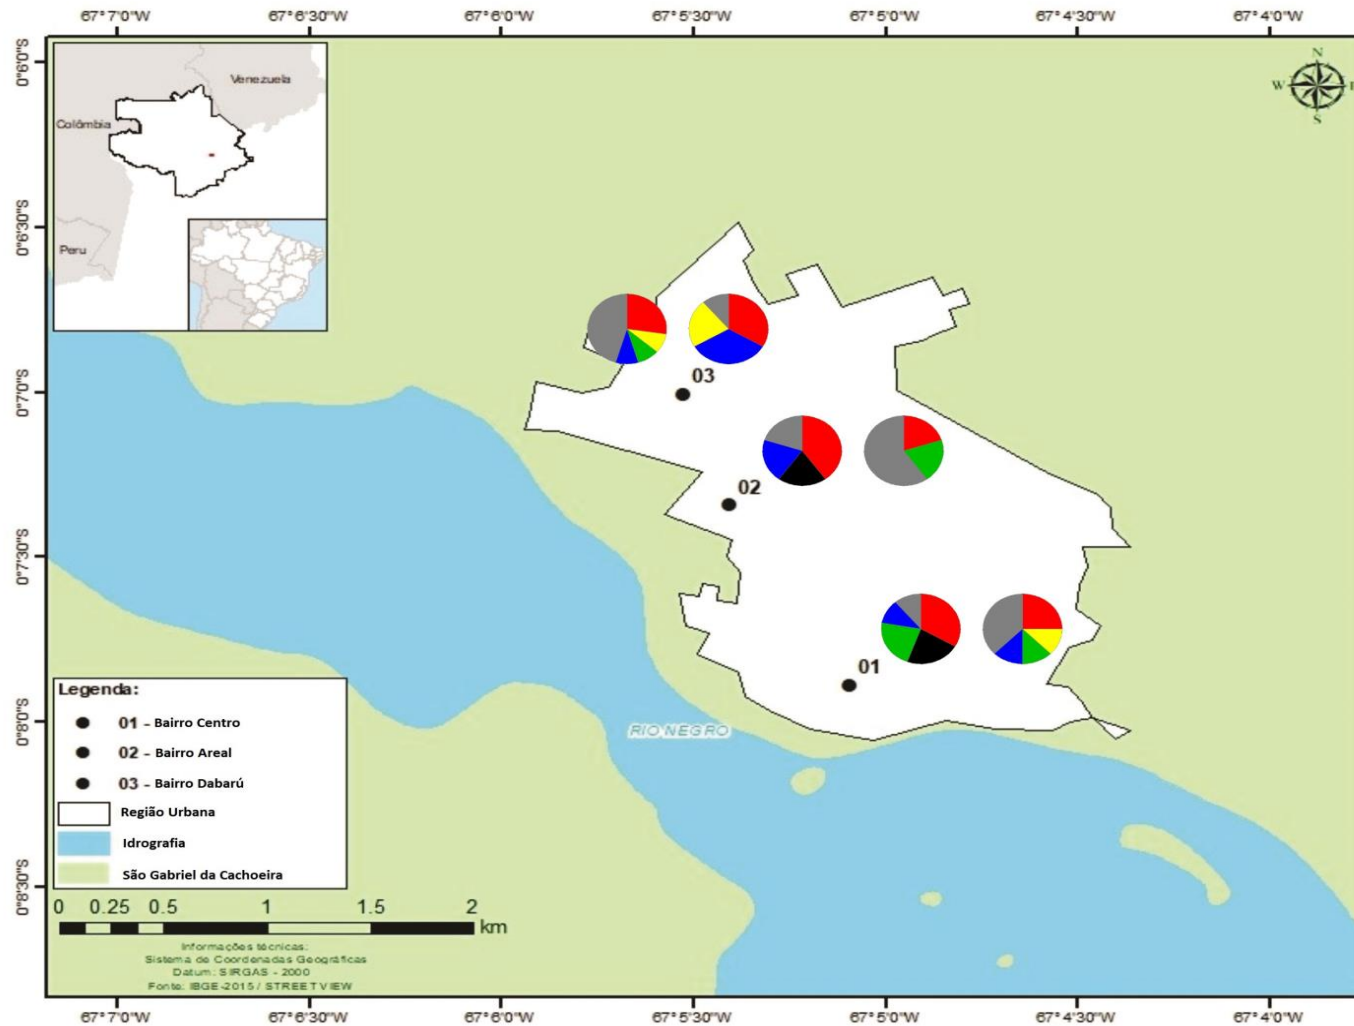 67°7'0"W 67°6'30"W 67°6'0"W 67°5'30"W 67°5'0"W 67°4'30"W 67°4'0"W
0°6'0"S
0°6'30"S
0°7'0"S
0°7'30"S
0°8'0"S
0°8'30"S
N
W
S
Venezuela
Colômbia
Peru
03
02
01
RIO NEGRO
Legenda:
01 - Bairro Centro
02 - Bairro Areal
03 - Bairro Dabarú
Região Urbana
Idrografia
São Gabriel da Cachoeira
0 0.25 0.5 1 1.5 2
km
Informações técnicas:
Sistema de Coordenadas Geográficas
Datum: SIRGAS - 2000
Fonte: IBGE-2015 / STREETVIEW
67°7'0"W 67°6'30"W 67°6'0"W 67°5'30"W 67°5'0"W 67°4'30"W 67°4'0"W